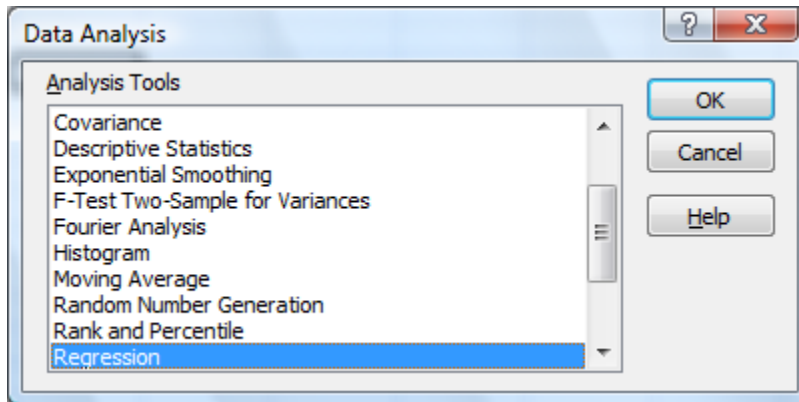 Data Analysis
Analysis Tools
Covariance
Descriptive Statistics
Exponential Smoothing
F-Test Two-Sample for Variances
Fourier Analysis
Histogram
Moving Average
Random Number Generation
Rank and Percentile
Regression
OK
Cancel
Help